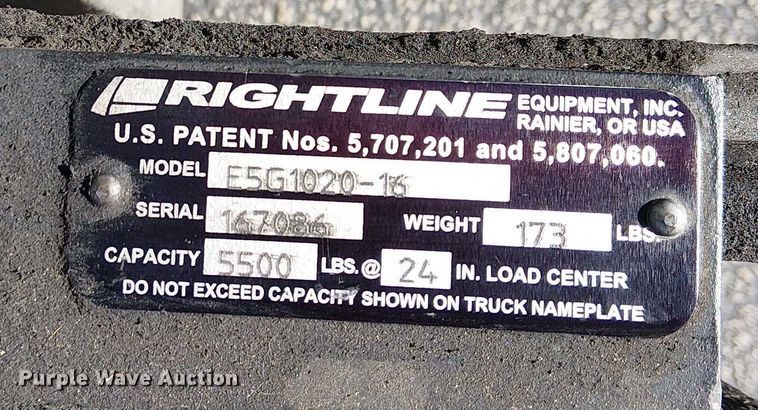 RIGHTLINE EQUIPMENT, INC.
RAINIER, OR USA
U.S. PATENT Nos. 5,707,201 and 5,807,060.
MODEL E5G1020-16
SERIAL 167086 WEIGHT 173 LBS.
CAPACITY 5500 LBS.@ 24 IN. LOAD CENTER
DO NOT EXCEED CAPACITY SHOWN ON TRUCK NAMEPLATE
Purple Wave Auction